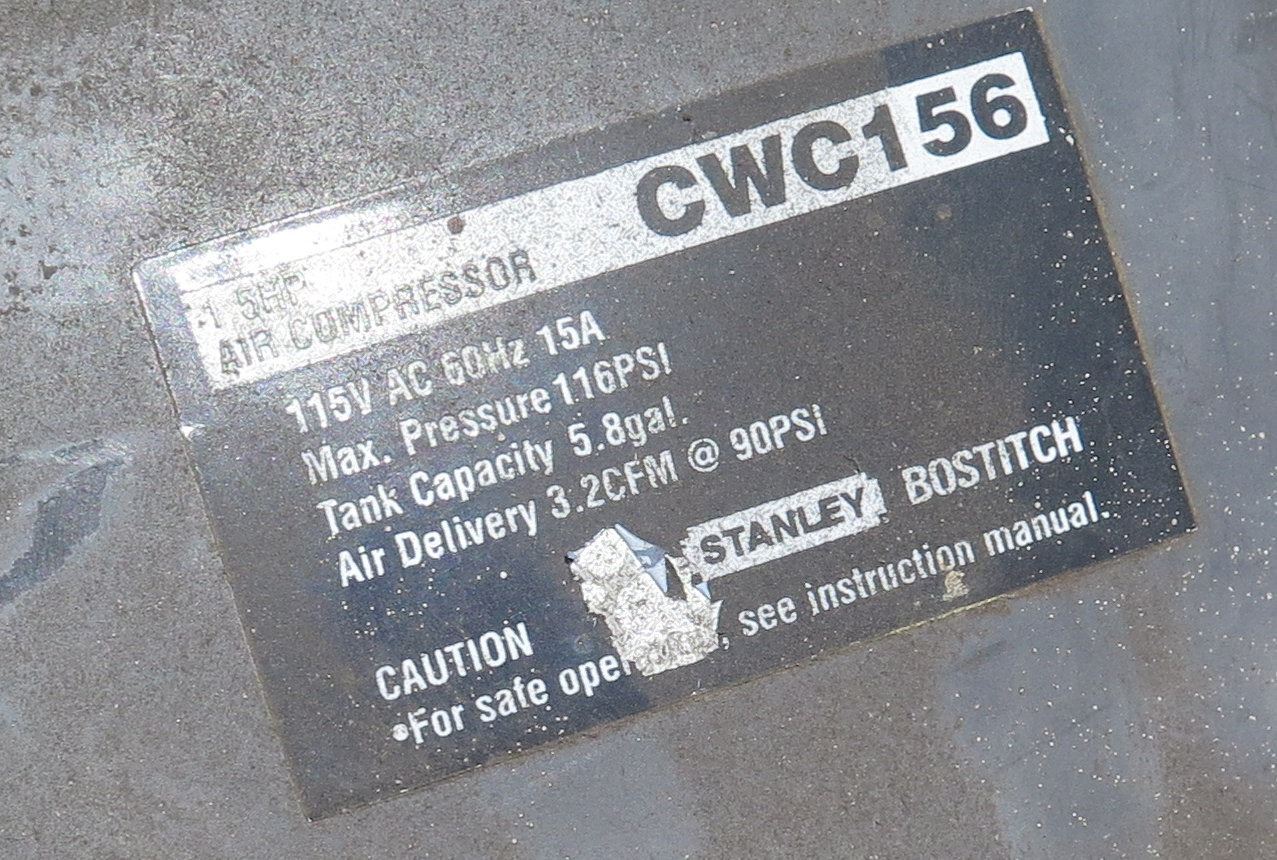 CWC156
1.5HP
AIR COMPRESSOR
115V AC 60Hz 15A
Max. Pressure 116PSI
Tank Capacity 5.8gal.
Air Delivery 3.2CFM @ 90PSI
STANLEY BOSTITCH
CAUTION
•For safe operation, see instruction manual.